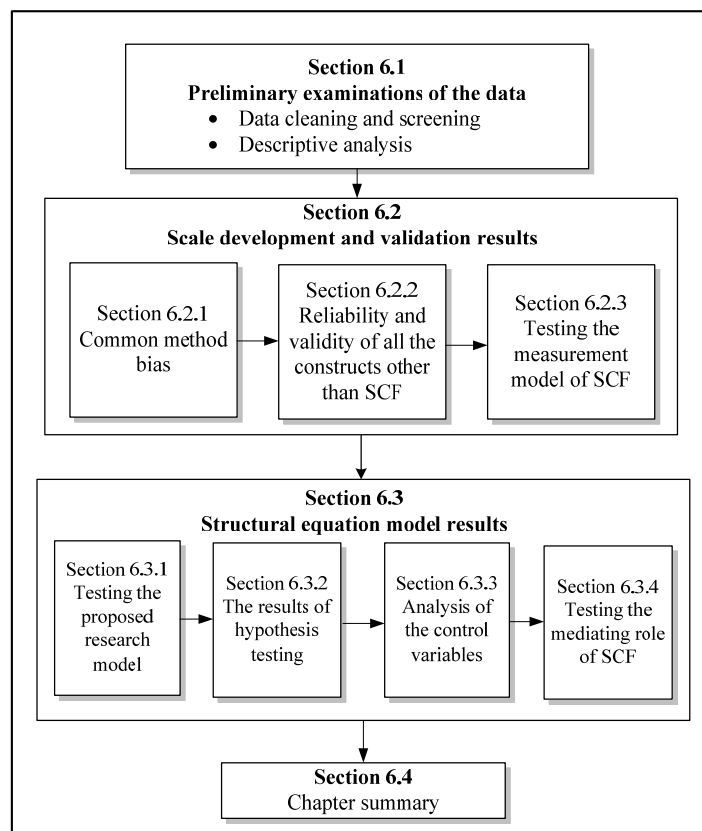 Section 6.1
Preliminary examinations of the data
• Data cleaning and screening
• Descriptive analysis
Section 6.2
Scale development and validation results
Section 6.2.1
Common method
bias
Section 6.2.2
Reliability and
validity of all the
constructs other
than SCF
Section 6.2.3
Testing the
measurement
model of SCF
Section 6.3
Structural equation model results
Section 6.3.1
Testing the
proposed
research
model
Section 6.3.2
The results of
hypothesis
testing
Section 6.3.3
Analysis of
the control
variables
Section 6.3.4
Testing the
mediating role
of SCF
Section 6.4
Chapter summary